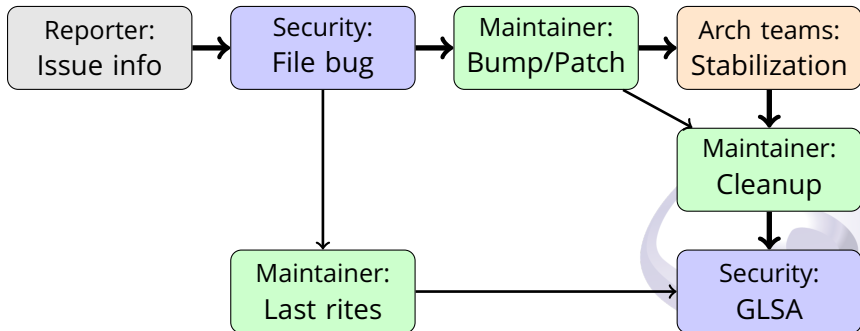 Reporter:
Issue info
Security:
File bug
Maintainer:
Bump/Patch
Arch teams:
Stabilization
Maintainer:
Cleanup
Maintainer:
Last rites
Security:
GLSA